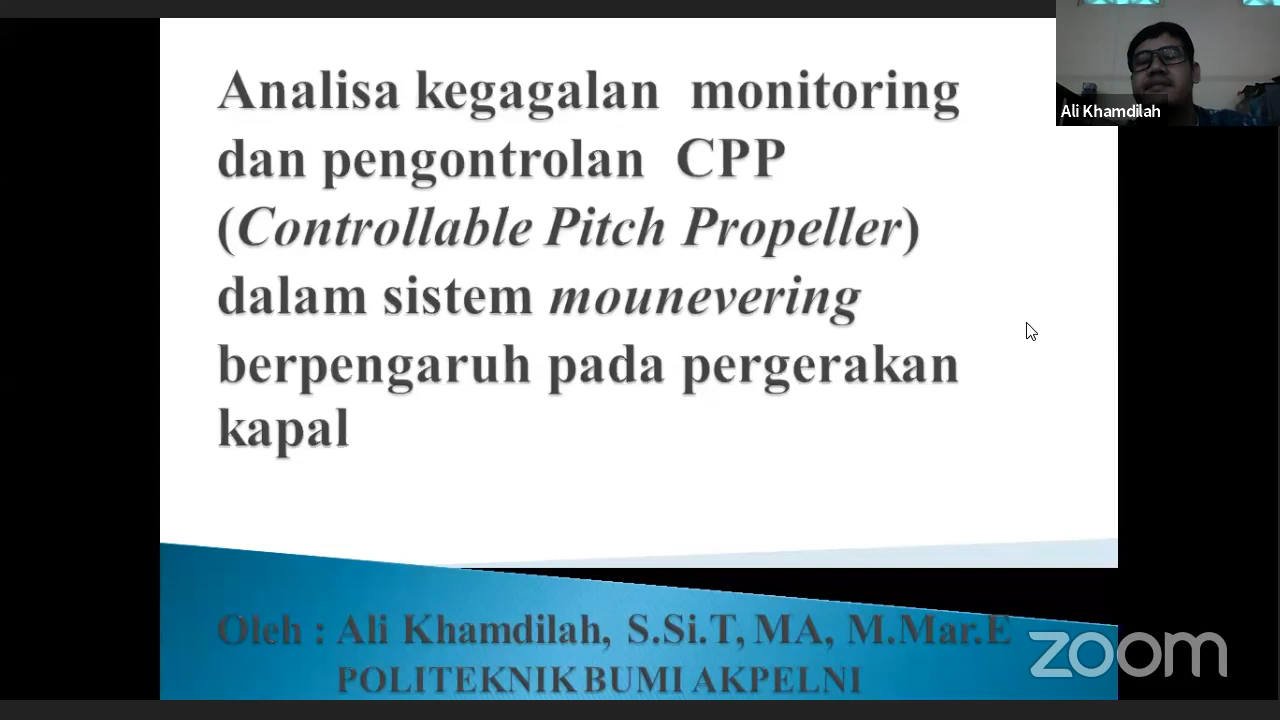 Analisa kegagalan monitoring
dan pengontrolan CPP
(Controllable Pitch Propeller)
dalam sistem mounevering
berpengaruh pada pergerakan
kapal
Oleh : Ali Khamdilah, S.Si.T, MA, M.Mar.E
POLITEKNIK BUMI AKPELNI
Ali Khamdilah
zoom